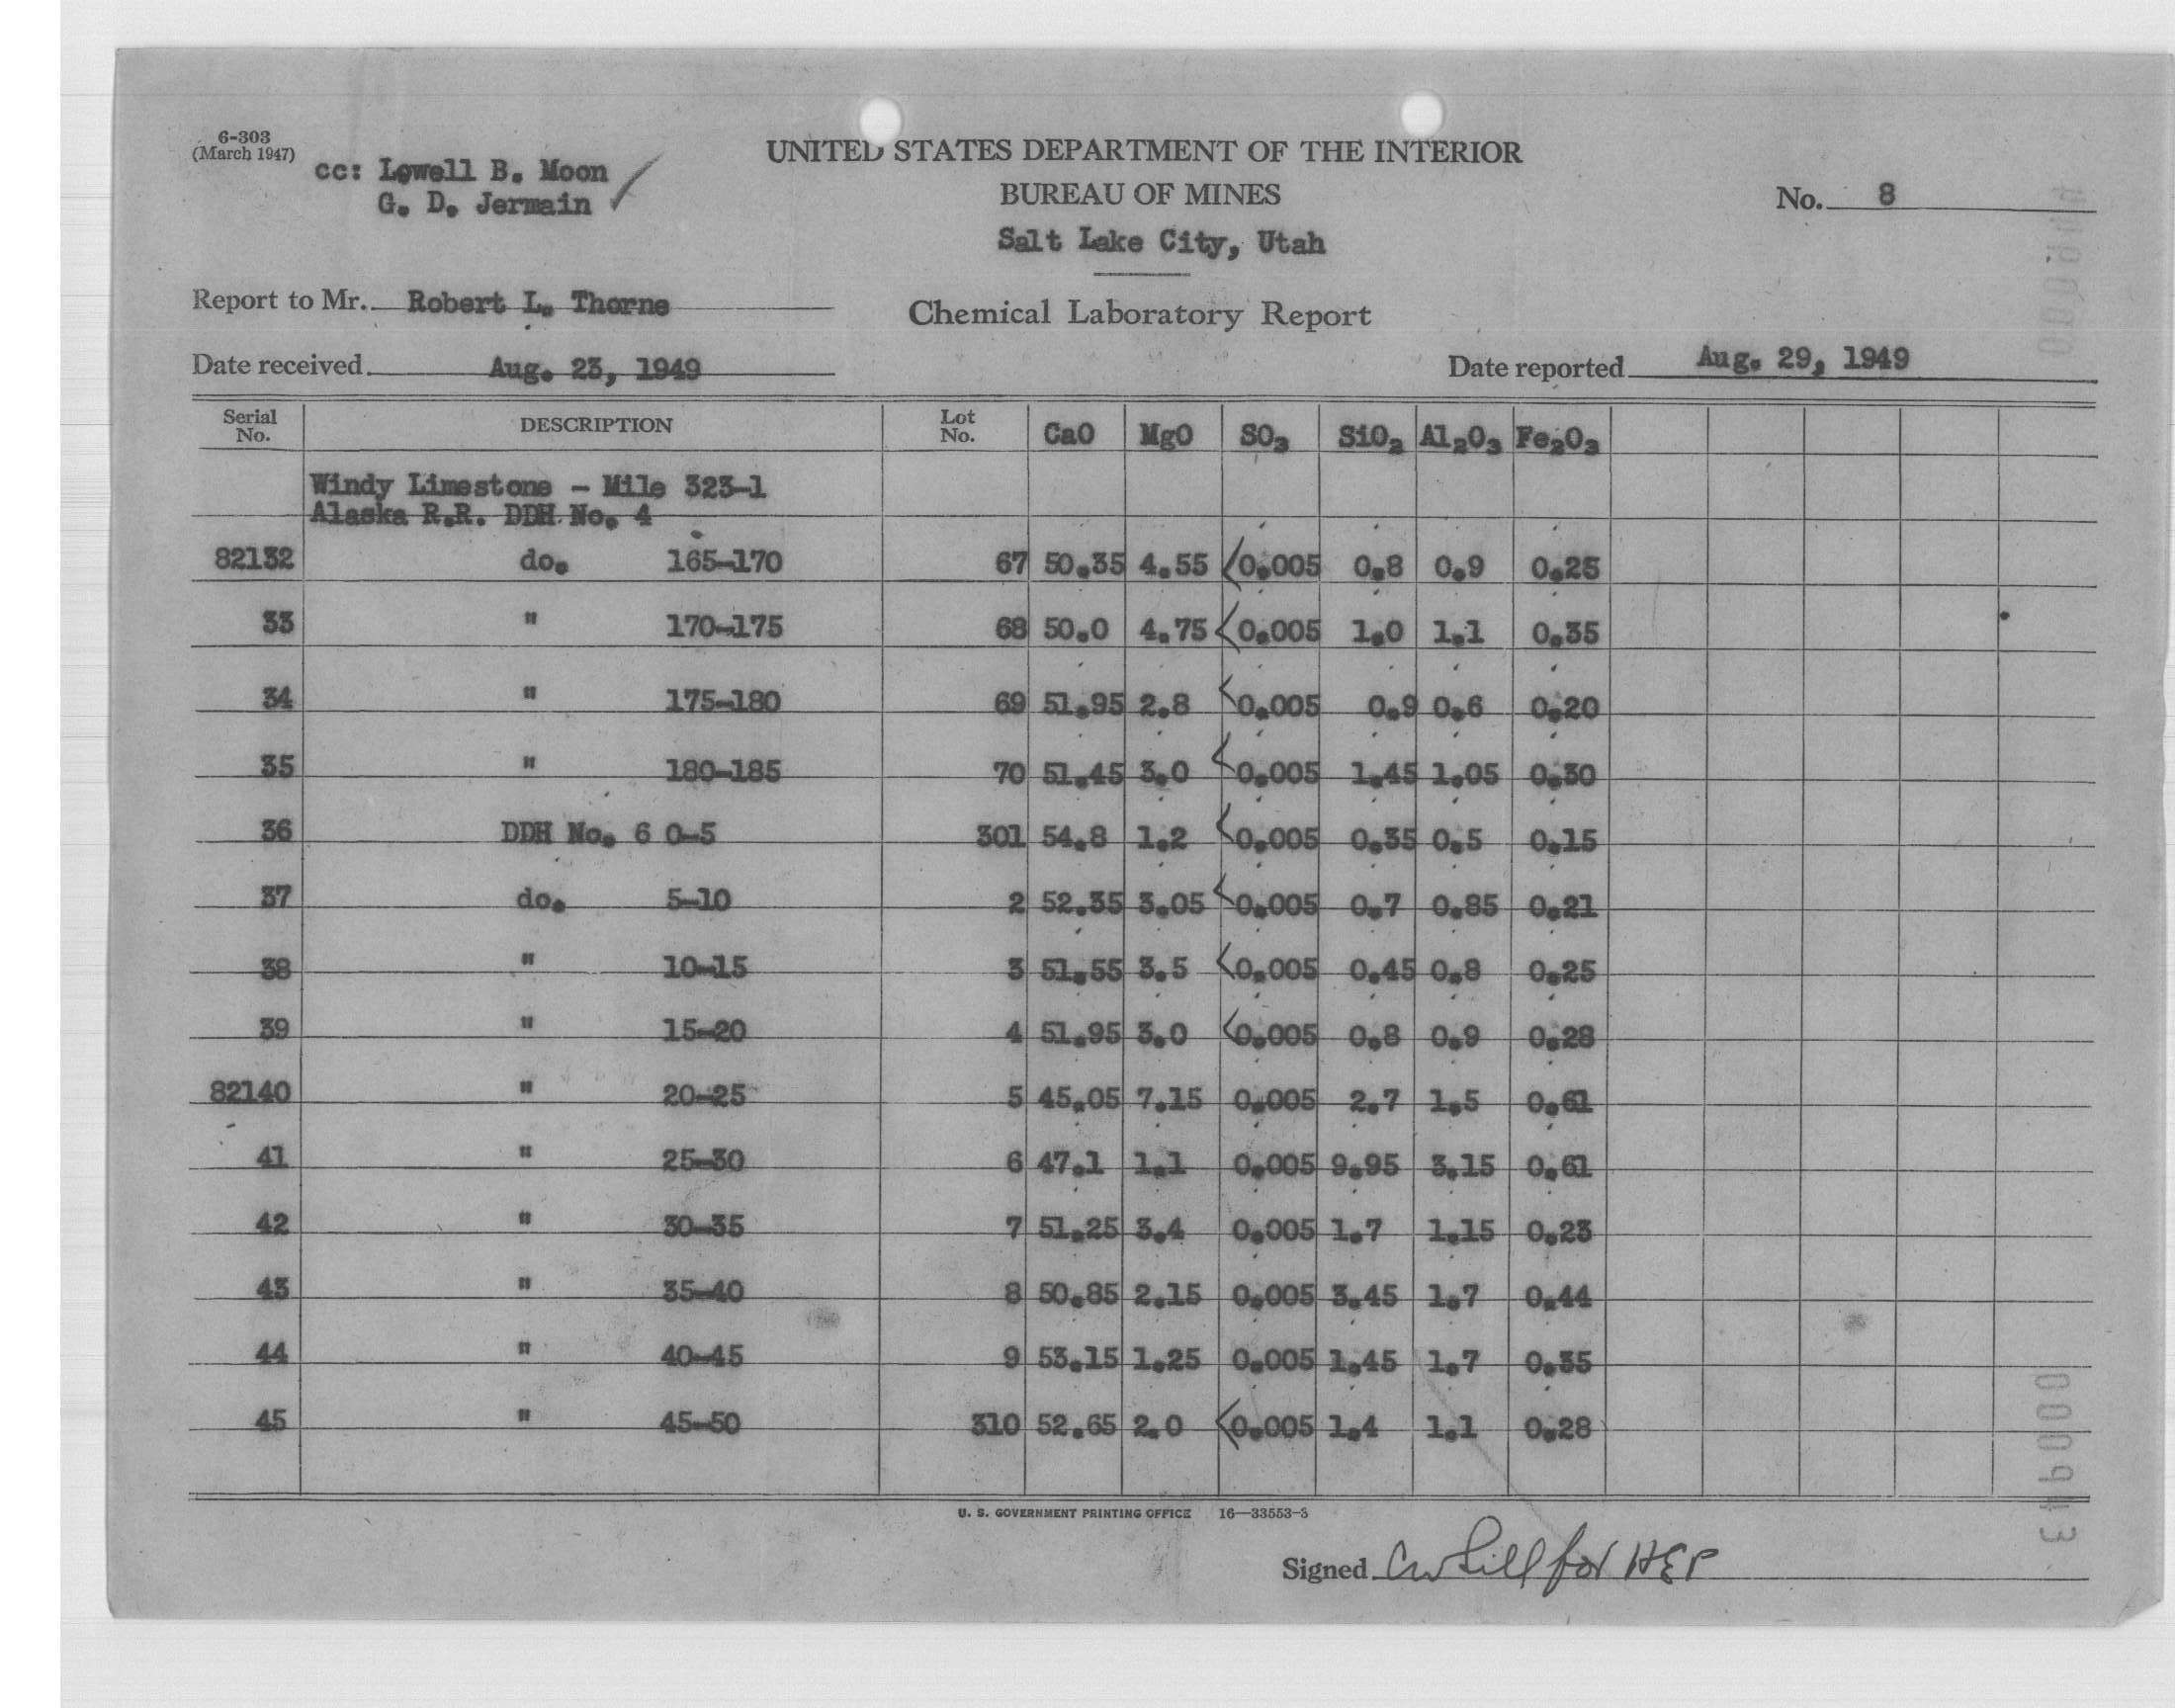 6-303
(March 1947)
cc: Lowell B. Moon
G. D. Jermain
UNITED STATES DEPARTMENT OF THE INTERIOR
BUREAU OF MINES
Salt Lake City, Utah
No. 8
Report to Mr. Robert L. Thorne
Chemical Laboratory Report
Date received Aug. 23, 1949
Date reported Aug. 29, 1949
Serial No. DESCRIPTION Lot No. CaO MgO SO3 SiO2 Al2O3 Fe2O3
Windy Limestone - Mile 323-1
Alaska R.R. DDH No. 4
82132 do. 165-170 67 50.35 4.55 <0.005 0.8 0.9 0.25
33 " 170-175 68 50.0 4.75 <0.005 1.0 1.1 0.35
34 " 175-180 69 51.95 2.8 <0.005 0.9 0.6 0.20
35 " 180-185 70 51.45 3.0 <0.005 1.45 1.05 0.30
36 DDH No. 6 0-5 301 54.8 1.2 <0.005 0.35 0.5 0.15
37 do. 5-10 2 52.35 3.05 <0.005 0.7 0.85 0.21
38 " 10-15 3 51.55 3.5 <0.005 0.45 0.8 0.25
39 " 15-20 4 51.95 3.0 <0.005 0.8 0.9 0.28
82140 " 20-25 5 45.05 7.15 0.005 2.7 1.5 0.61
41 " 25-30 6 47.1 1.1 0.005 9.95 3.15 0.61
42 " 30-35 7 51.25 3.4 0.005 1.7 1.15 0.23
43 " 35-40 8 50.85 2.15 0.005 3.45 1.7 0.44
44 " 40-45 9 53.15 1.25 0.005 1.45 1.7 0.35
45 " 45-50 310 52.65 2.0 <0.005 1.4 1.1 0.28
U. S. GOVERNMENT PRINTING OFFICE 16—33553-3
Signed for HEP